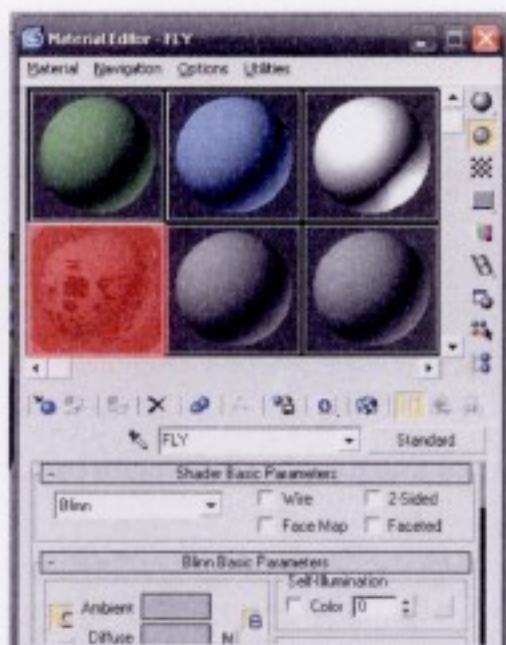 Material Editor - FLY
Material Navigation Options Utilities
FLY Standard
- Shader Basic Parameters
Blinn Wire 2-Sided
Face Map Faceted
- Blinn Basic Parameters
Self-Illumination
Ambient Color 0
Diffuse M